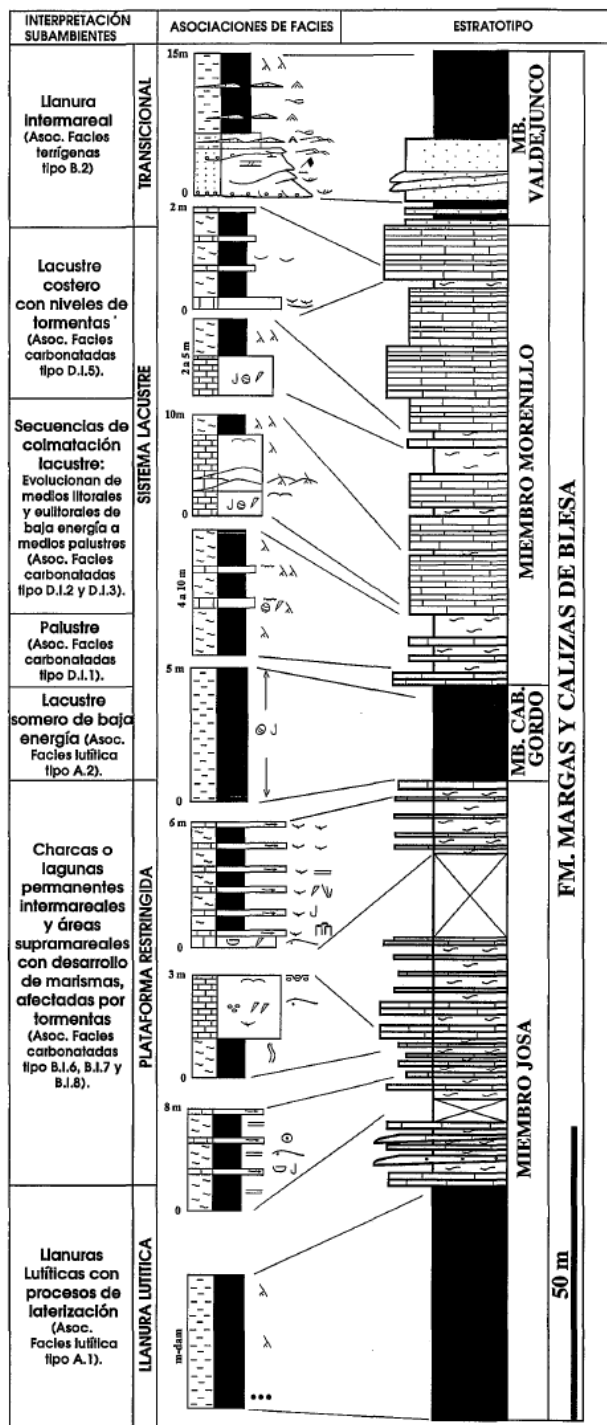 INTERPRETACIÓN
SUBAMBIENTES
ASOCIACIONES DE FACIES
ESTRATOTIPO
Llanura
intermareal
(Asoc. Facies
terrígenas
tipo B.2)
TRANSICIONAL
15m
0
MB.
VALDEJUNCO
Lacustre
costero
con niveles de
tormentas
(Asoc. Facies
carbonatadas
tipo D.I.5)
2 m
0
2 a 5 m
Secuencias de
colmatación
lacustre:
Evolucionan de
medios litorales
y eulitorales de
baja energía a
medios palustres
(Asoc. Facies
carbonatadas
tipo D.I.2 y D.I.3).
SISTEMA LACUSTRE
10m
0
4 a 10 m
MIEMBRO MORENILLO
Palustre
(Asoc. Facies
carbonatadas
tipo D.I.1)
Lacustre
somero de baja
energía (Asoc.
Facies lutítica
tipo A.2).
5 m
0
MB. CAB.
GORDO
FM. MARGAS Y CALIZAS DE BLESA
Charcas o
lagunas
permanentes
intermareales
y áreas
supramareales
con desarrollo
de marismas,
afectadas por
tormentas
(Asoc. Facies
carbonatadas
tipo B.I.6, B.I.7 y
B.I.8).
PLATAFORMA RESTRINGIDA
6 m
0
3 m
0
8 m
0
MIEMBRO JOSA
Llanuras
Lutíticas con
procesos de
laterización
(Asoc.
Facies lutítica
tipo A.1).
LLANURA LUTITICA
m-dam
50 m